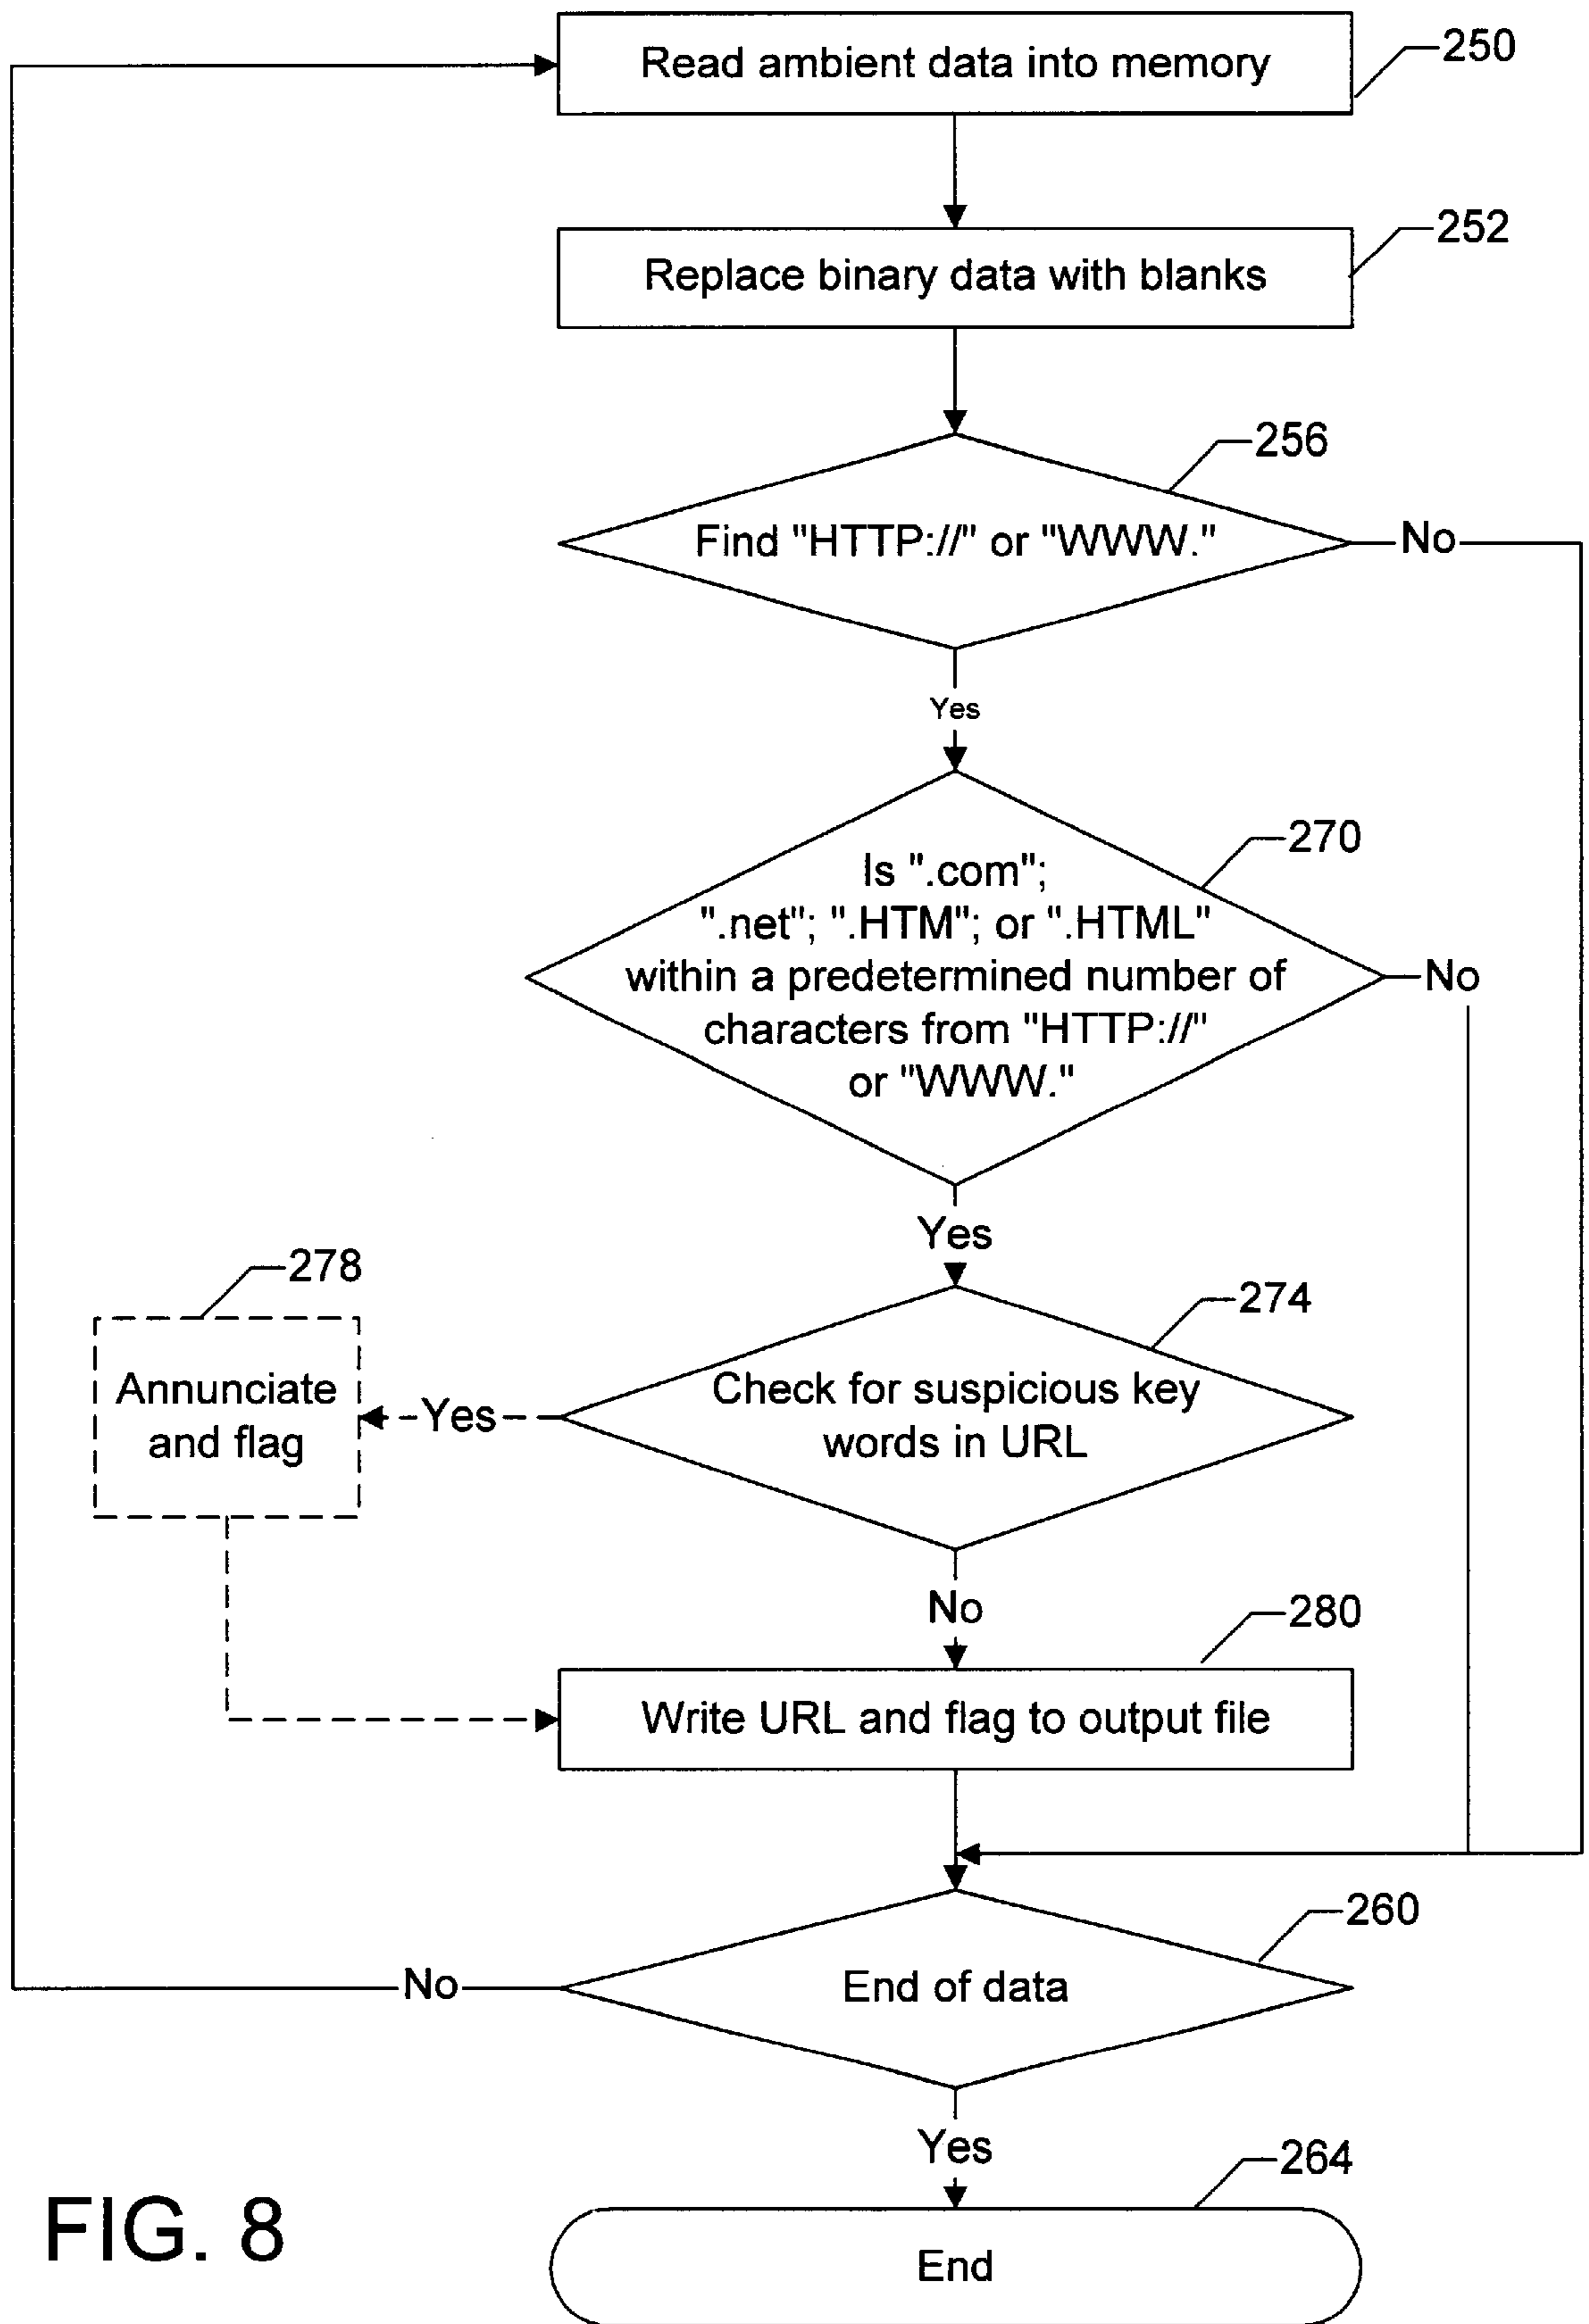 Read ambient data into memory
250
Replace binary data with blanks
252
256
Find "HTTP://" or "WWW."
No
Yes
270
Is ".com";
".net"; ".HTM"; or ".HTML"
within a predetermined number of
characters from "HTTP://"
or "WWW."
No
Yes
278
274
Annunciate
and flag
Yes
Check for suspicious key
words in URL
No
280
Write URL and flag to output file
260
End of data
No
Yes
264
End
FIG. 8